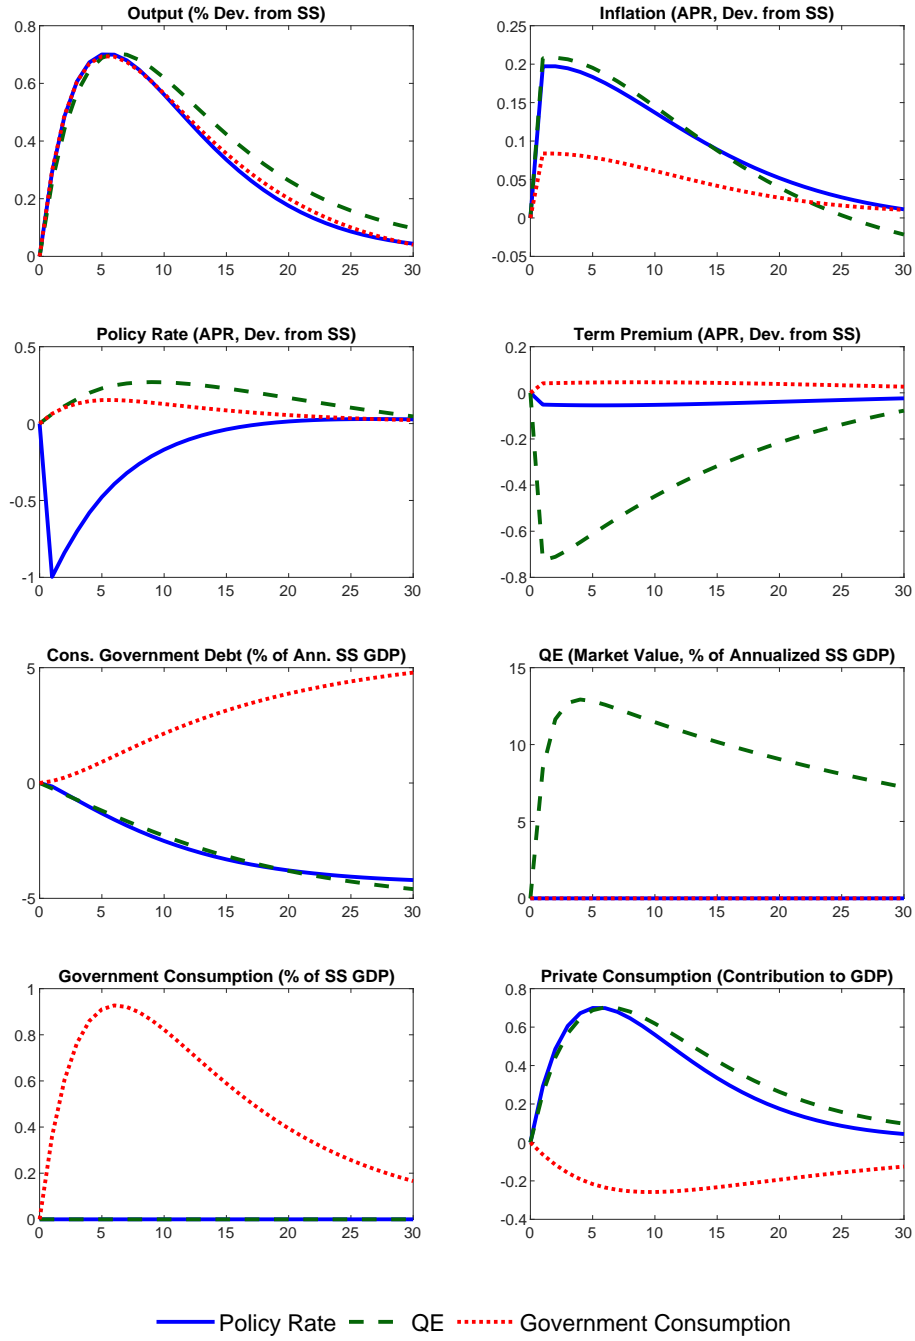 Output (% Dev. from SS)
0.8
0.6
0.4
0.2
0
0 5 10 15 20 25 30
Inflation (APR, Dev. from SS)
0.25
0.2
0.15
0.1
0.05
0
-0.05
0 5 10 15 20 25 30
Policy Rate (APR, Dev. from SS)
0.5
0
-0.5
-1
0 5 10 15 20 25 30
Term Premium (APR, Dev. from SS)
0.2
0
-0.2
-0.4
-0.6
-0.8
0 5 10 15 20 25 30
Cons. Government Debt (% of Ann. SS GDP)
5
0
-5
0 5 10 15 20 25 30
QE (Market Value, % of Annualized SS GDP)
15
10
5
0
0 5 10 15 20 25 30
Government Consumption (% of SS GDP)
1
0.8
0.6
0.4
0.2
0
0 5 10 15 20 25 30
Private Consumption (Contribution to GDP)
0.8
0.6
0.4
0.2
0
-0.2
-0.4
0 5 10 15 20 25 30
Policy Rate QE Government Consumption